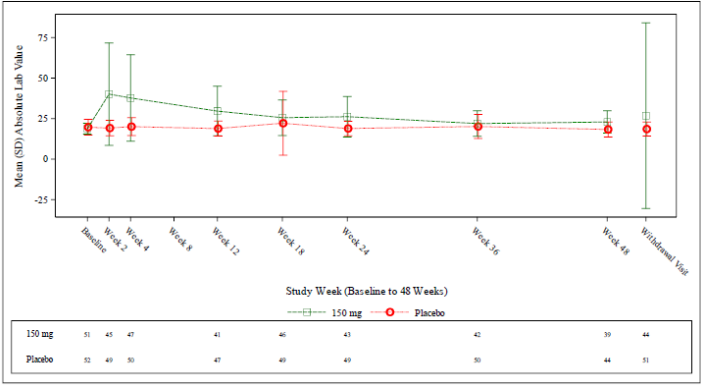 Mean (SD) Absolute Lab Value
75
50
25
0
-25
Baseline
Week 2
Week 4
Week 8
Week 12
Week 18
Week 24
Week 36
Week 48
Withdrawal Visit
Study Week (Baseline to 48 Weeks)
150 mg Placebo
150 mg 51 45 47 41 46 43 42 39 44
Placebo 52 49 50 47 49 49 50 44 51